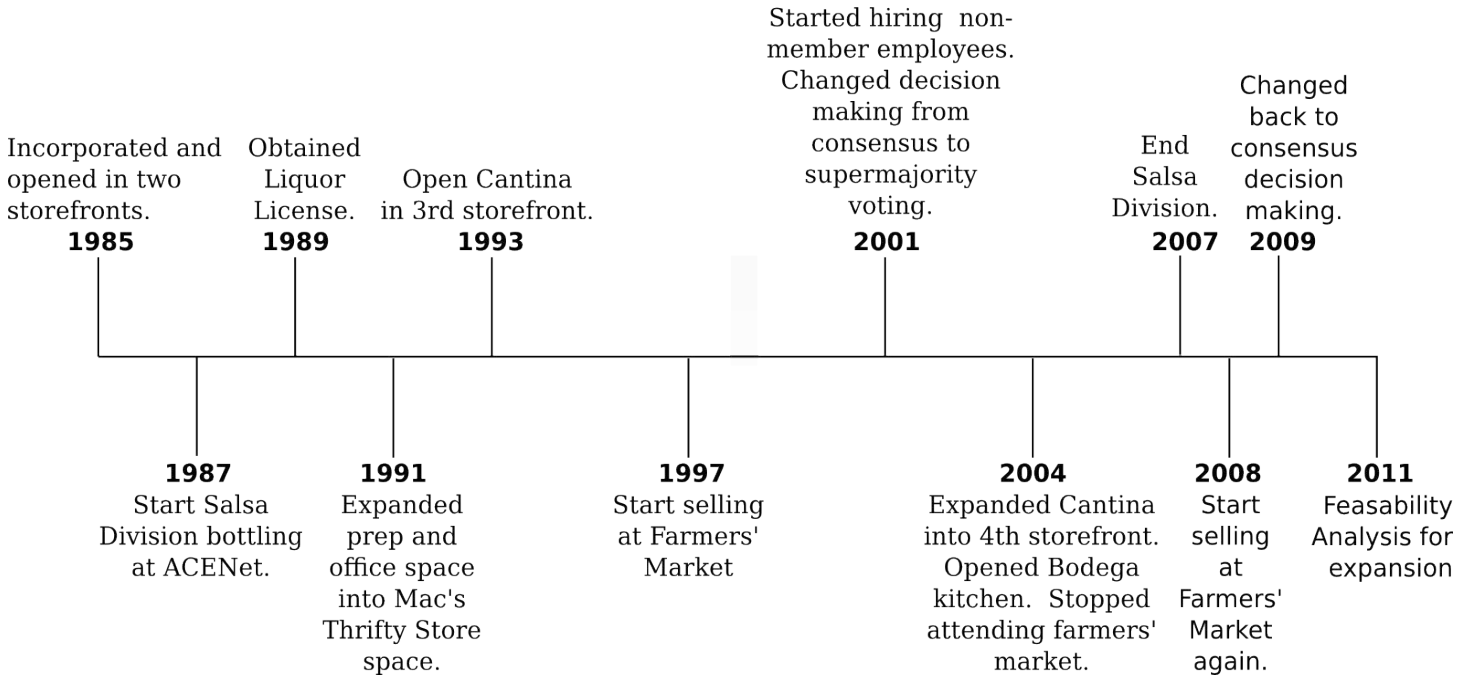 Incorporated and
opened in two
storefronts.
1985
Start Salsa
Division bottling
at ACENet.
1987
Obtained
Liquor
License.
1989
1991
Expanded
prep and
office space
into Mac's
Thrifty Store
space.
Open Cantina
in 3rd storefront.
1993
1997
Start selling
at Farmers'
Market
Started hiring  non-
member employees.
Changed decision
making from
consensus to
supermajority
voting.
2001
2004
Expanded Cantina
into 4th storefront.
Opened Bodega
kitchen.  Stopped
attending farmers'
market.
End
Salsa
Division.
2007
2008
Start
selling
at
Farmers'
Market
again.
Changed
back to
consensus
decision
making.
2009
2011
Feasability
Analysis for
expansion